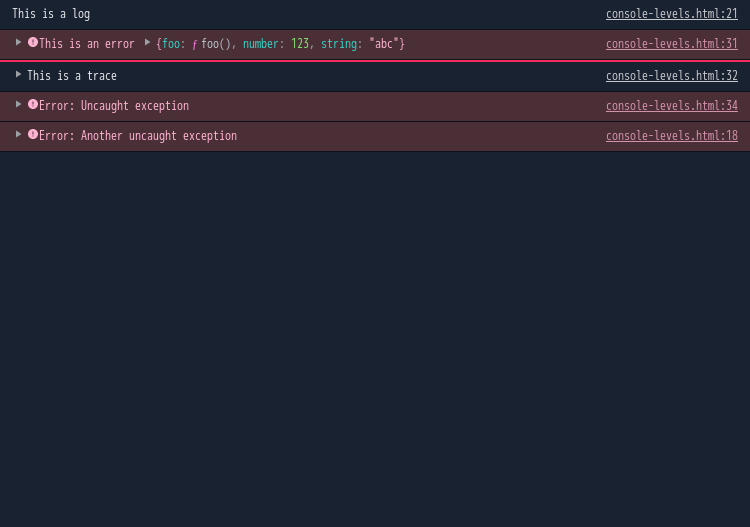 This is a log console-levels.html:21
This is an error {foo: ƒ foo(), number: 123, string: "abc"} console-levels.html:31
This is a trace console-levels.html:32
Error: Uncaught exception console-levels.html:34
Error: Another uncaught exception console-levels.html:18